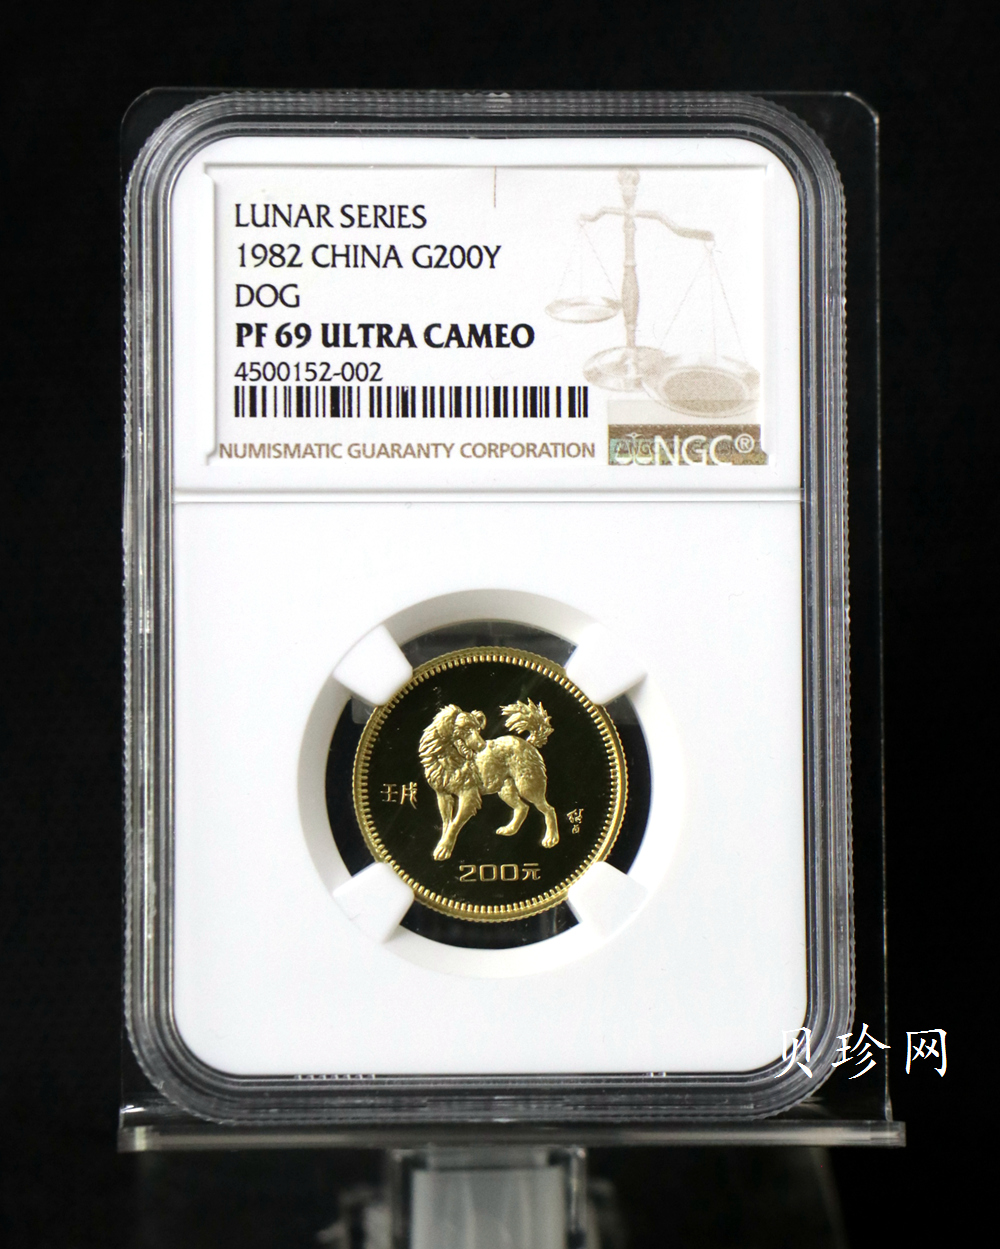 LUNAR SERIES
1982 CHINA G200Y
DOG
PF 69 ULTRA CAMEO
4500152-002
NUMISMATIC GUARANTY CORPORATION
NGC®
壬戌
200元
贝珍网